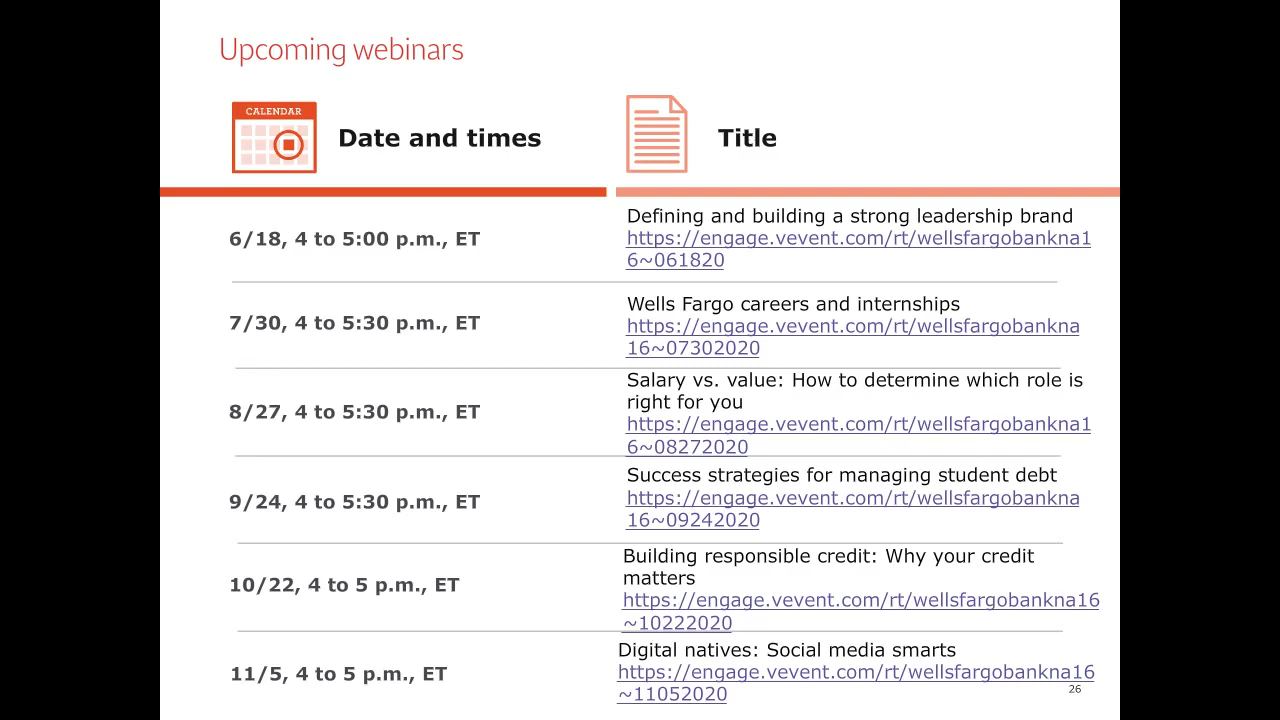 Upcoming webinars
CALENDAR
Date and times
Title
6/18, 4 to 5:00 p.m., ET
Defining and building a strong leadership brand
https://engage.vevent.com/rt/wellsfargobankna1
6~061820
7/30, 4 to 5:30 p.m., ET
Wells Fargo careers and internships
https://engage.vevent.com/rt/wellsfargobankna
16~07302020
8/27, 4 to 5:30 p.m., ET
Salary vs. value: How to determine which role is
right for you
https://engage.vevent.com/rt/wellsfargobankna1
6~08272020
9/24, 4 to 5:30 p.m., ET
Success strategies for managing student debt
https://engage.vevent.com/rt/wellsfargobankna
16~09242020
10/22, 4 to 5 p.m., ET
Building responsible credit: Why your credit
matters
https://engage.vevent.com/rt/wellsfargobankna16
~10222020
11/5, 4 to 5 p.m., ET
Digital natives: Social media smarts
https://engage.vevent.com/rt/wellsfargobankna16
~11052020
26